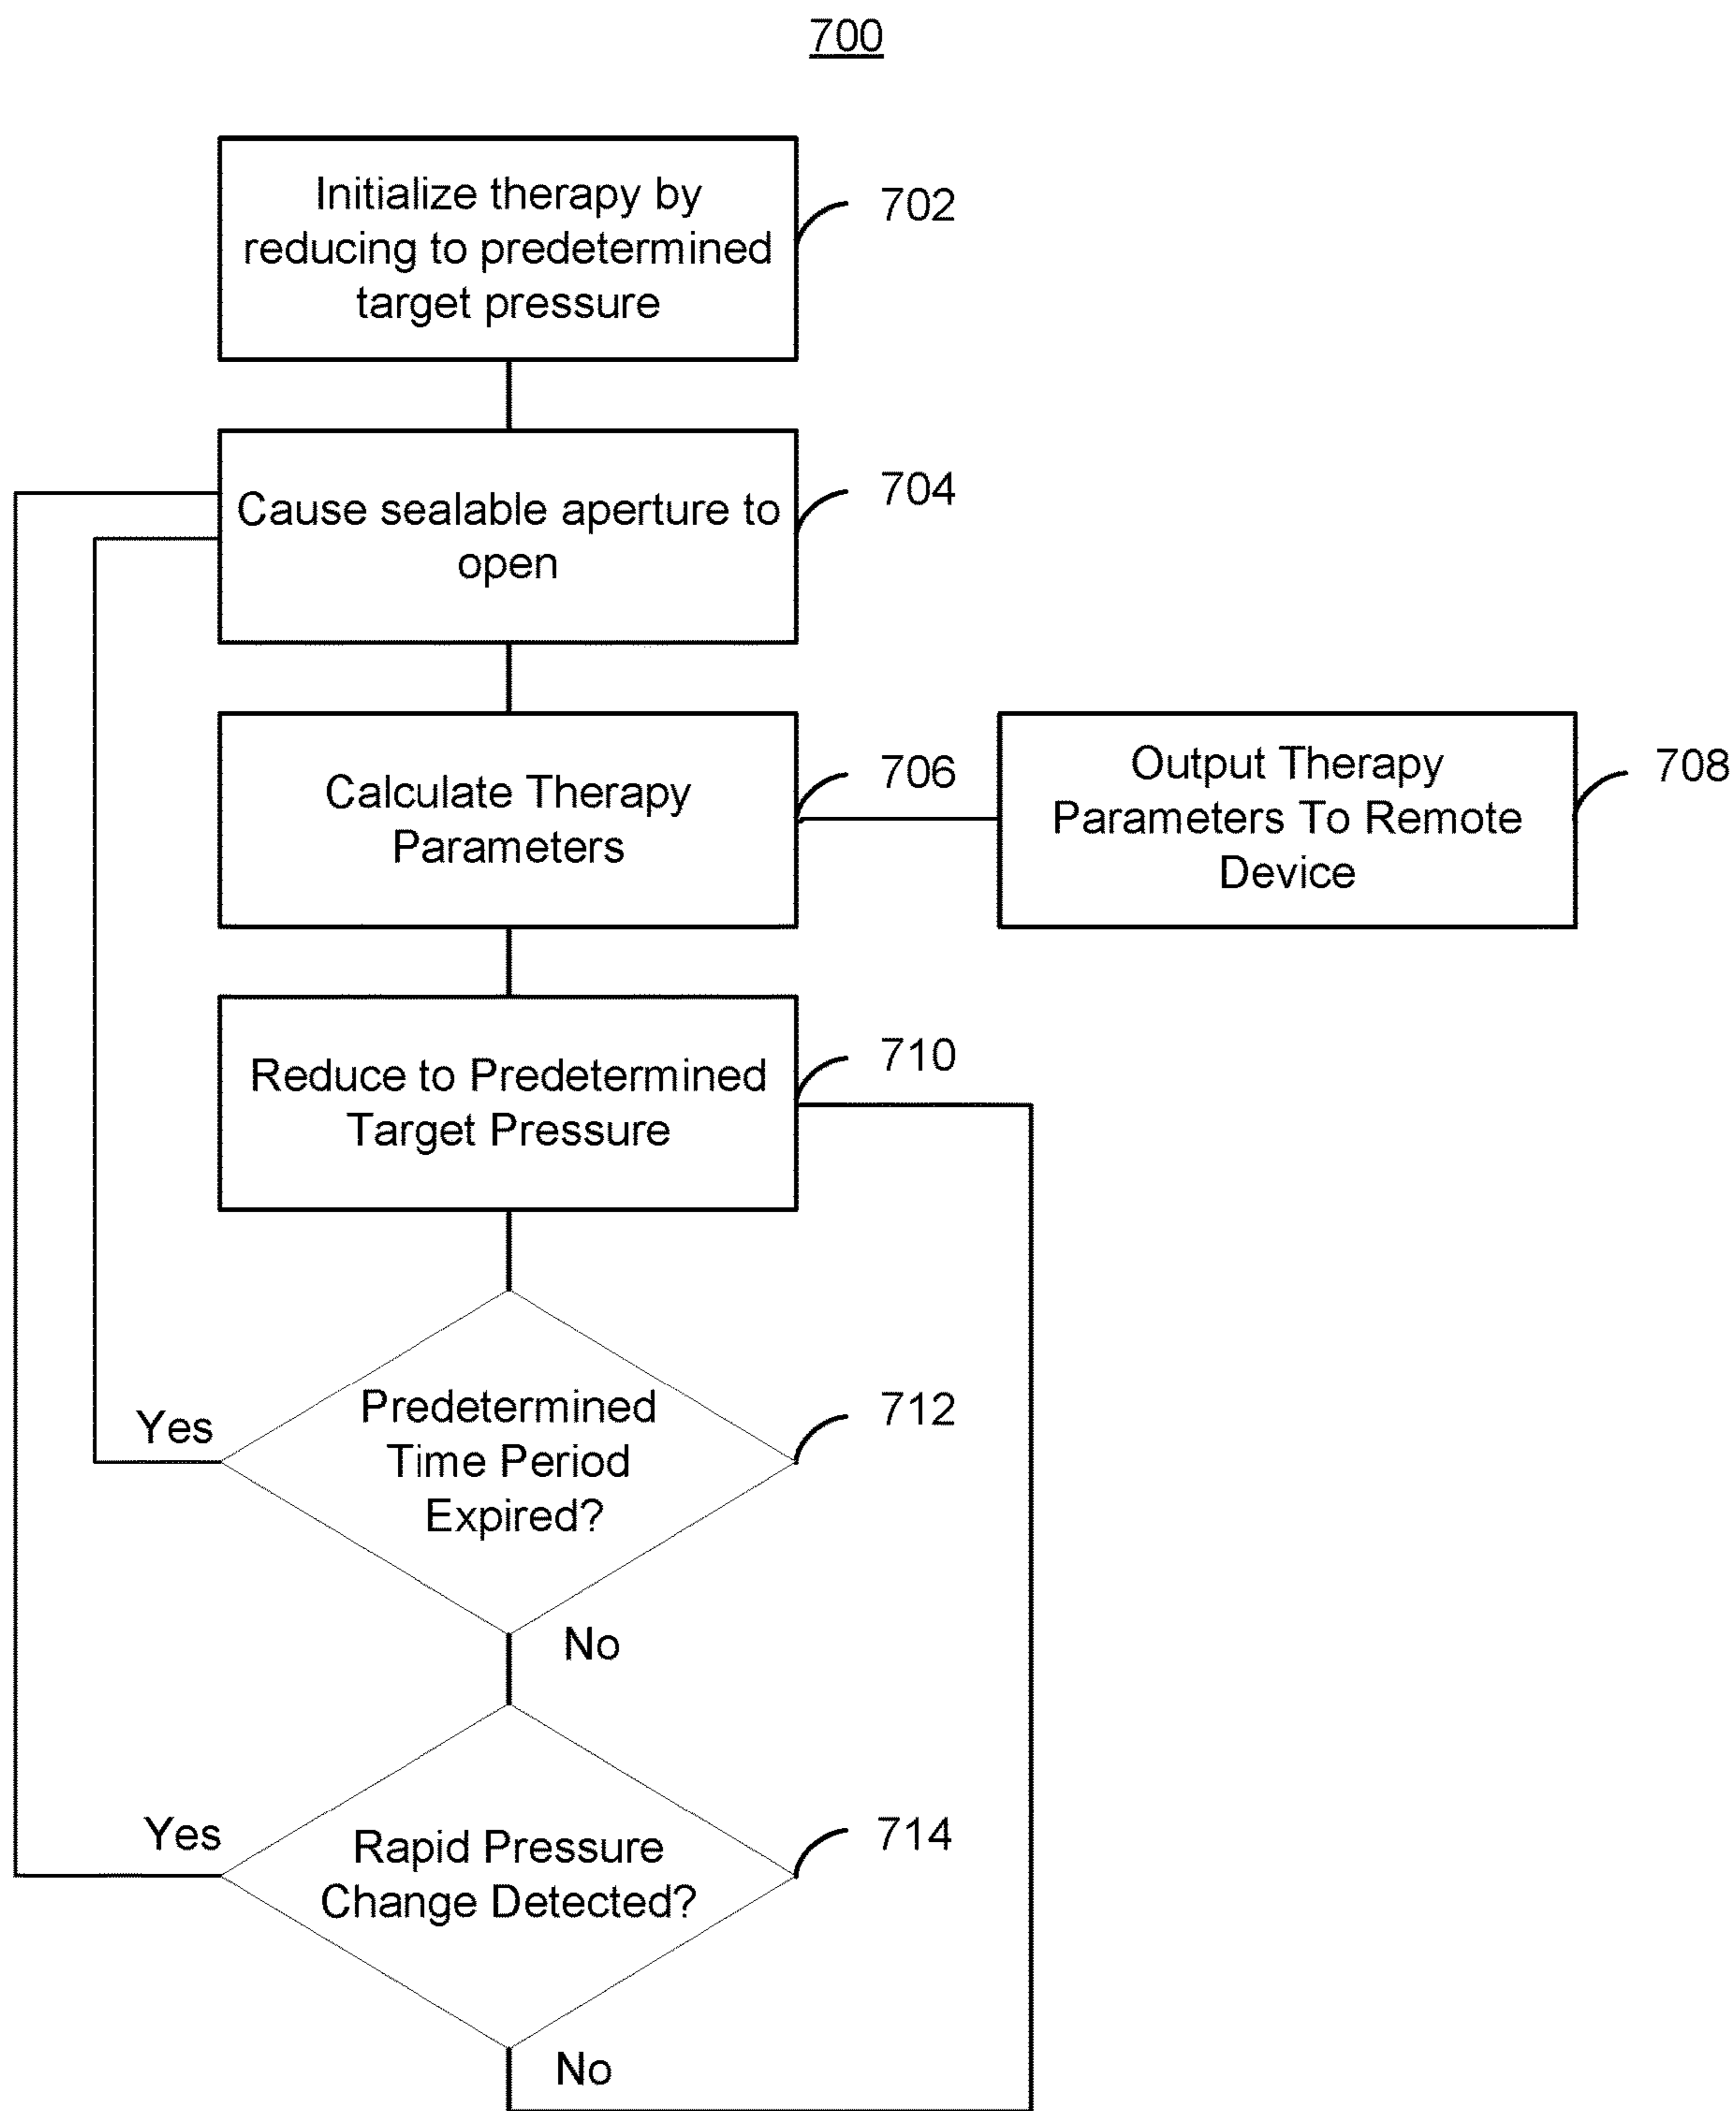 700
Initialize therapy by
reducing to predetermined
target pressure
702
Cause sealable aperture to
open
704
Calculate Therapy
Parameters
706
Output Therapy
Parameters To Remote
Device
708
Reduce to Predetermined
Target Pressure
710
Predetermined
Time Period
Expired?
712
Yes
No
Rapid Pressure
Change Detected?
714
Yes
No